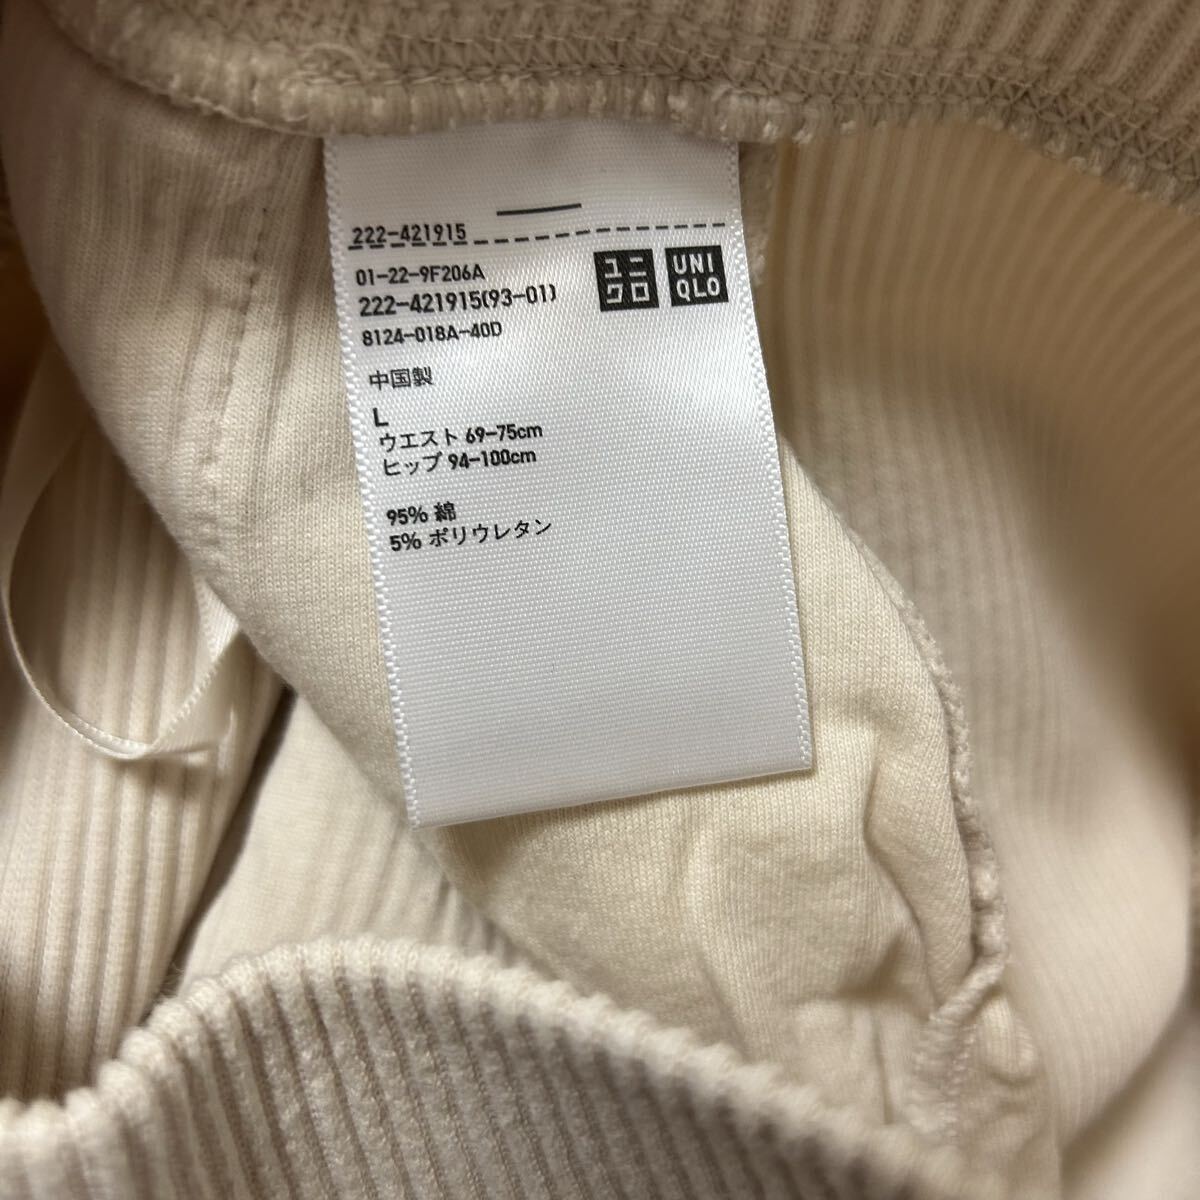 222-421915
01-22-9F206A
222-421915(93-01)
8124-018A-40D
ユニ
クロ
UNI
QLO
中国製
L
ウエスト 69-75cm
ヒップ 94-100cm
95% 綿
5% ポリウレタン